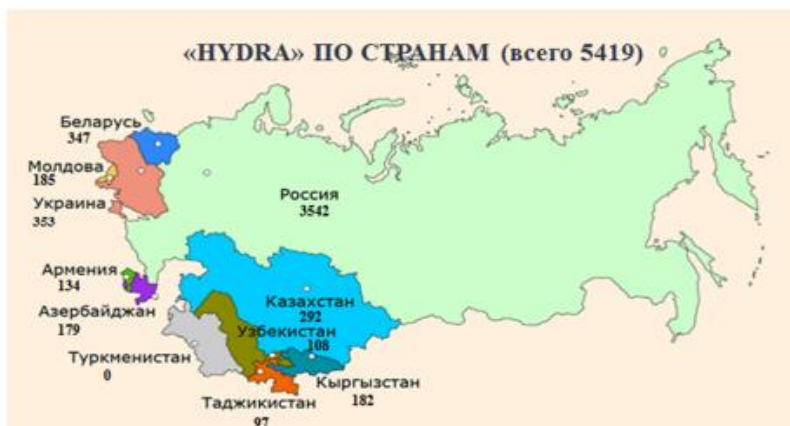 «HYDRA» ПО СТРАНАМ (всего 5419)
Беларусь
347
Молдова
185
Украина
353
Россия
3542
Армения
134
Азербайджан
179
Казахстан
292
Узбекистан
108
Туркменистан
0
Кыргызстан
182
Таджикистан
97